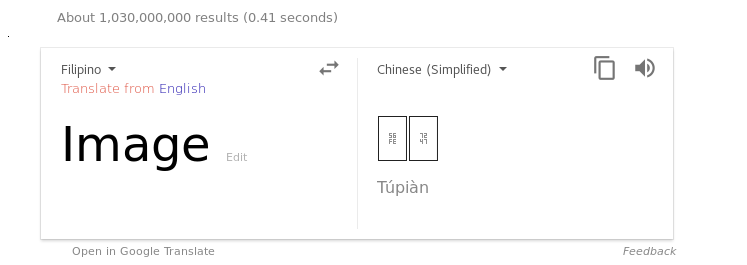 About 1,030,000,000 results (0.41 seconds)
Filipino
Translate from English
Image Edit
Chinese (Simplified)
Túpiàn
Open in Google Translate
Feedback